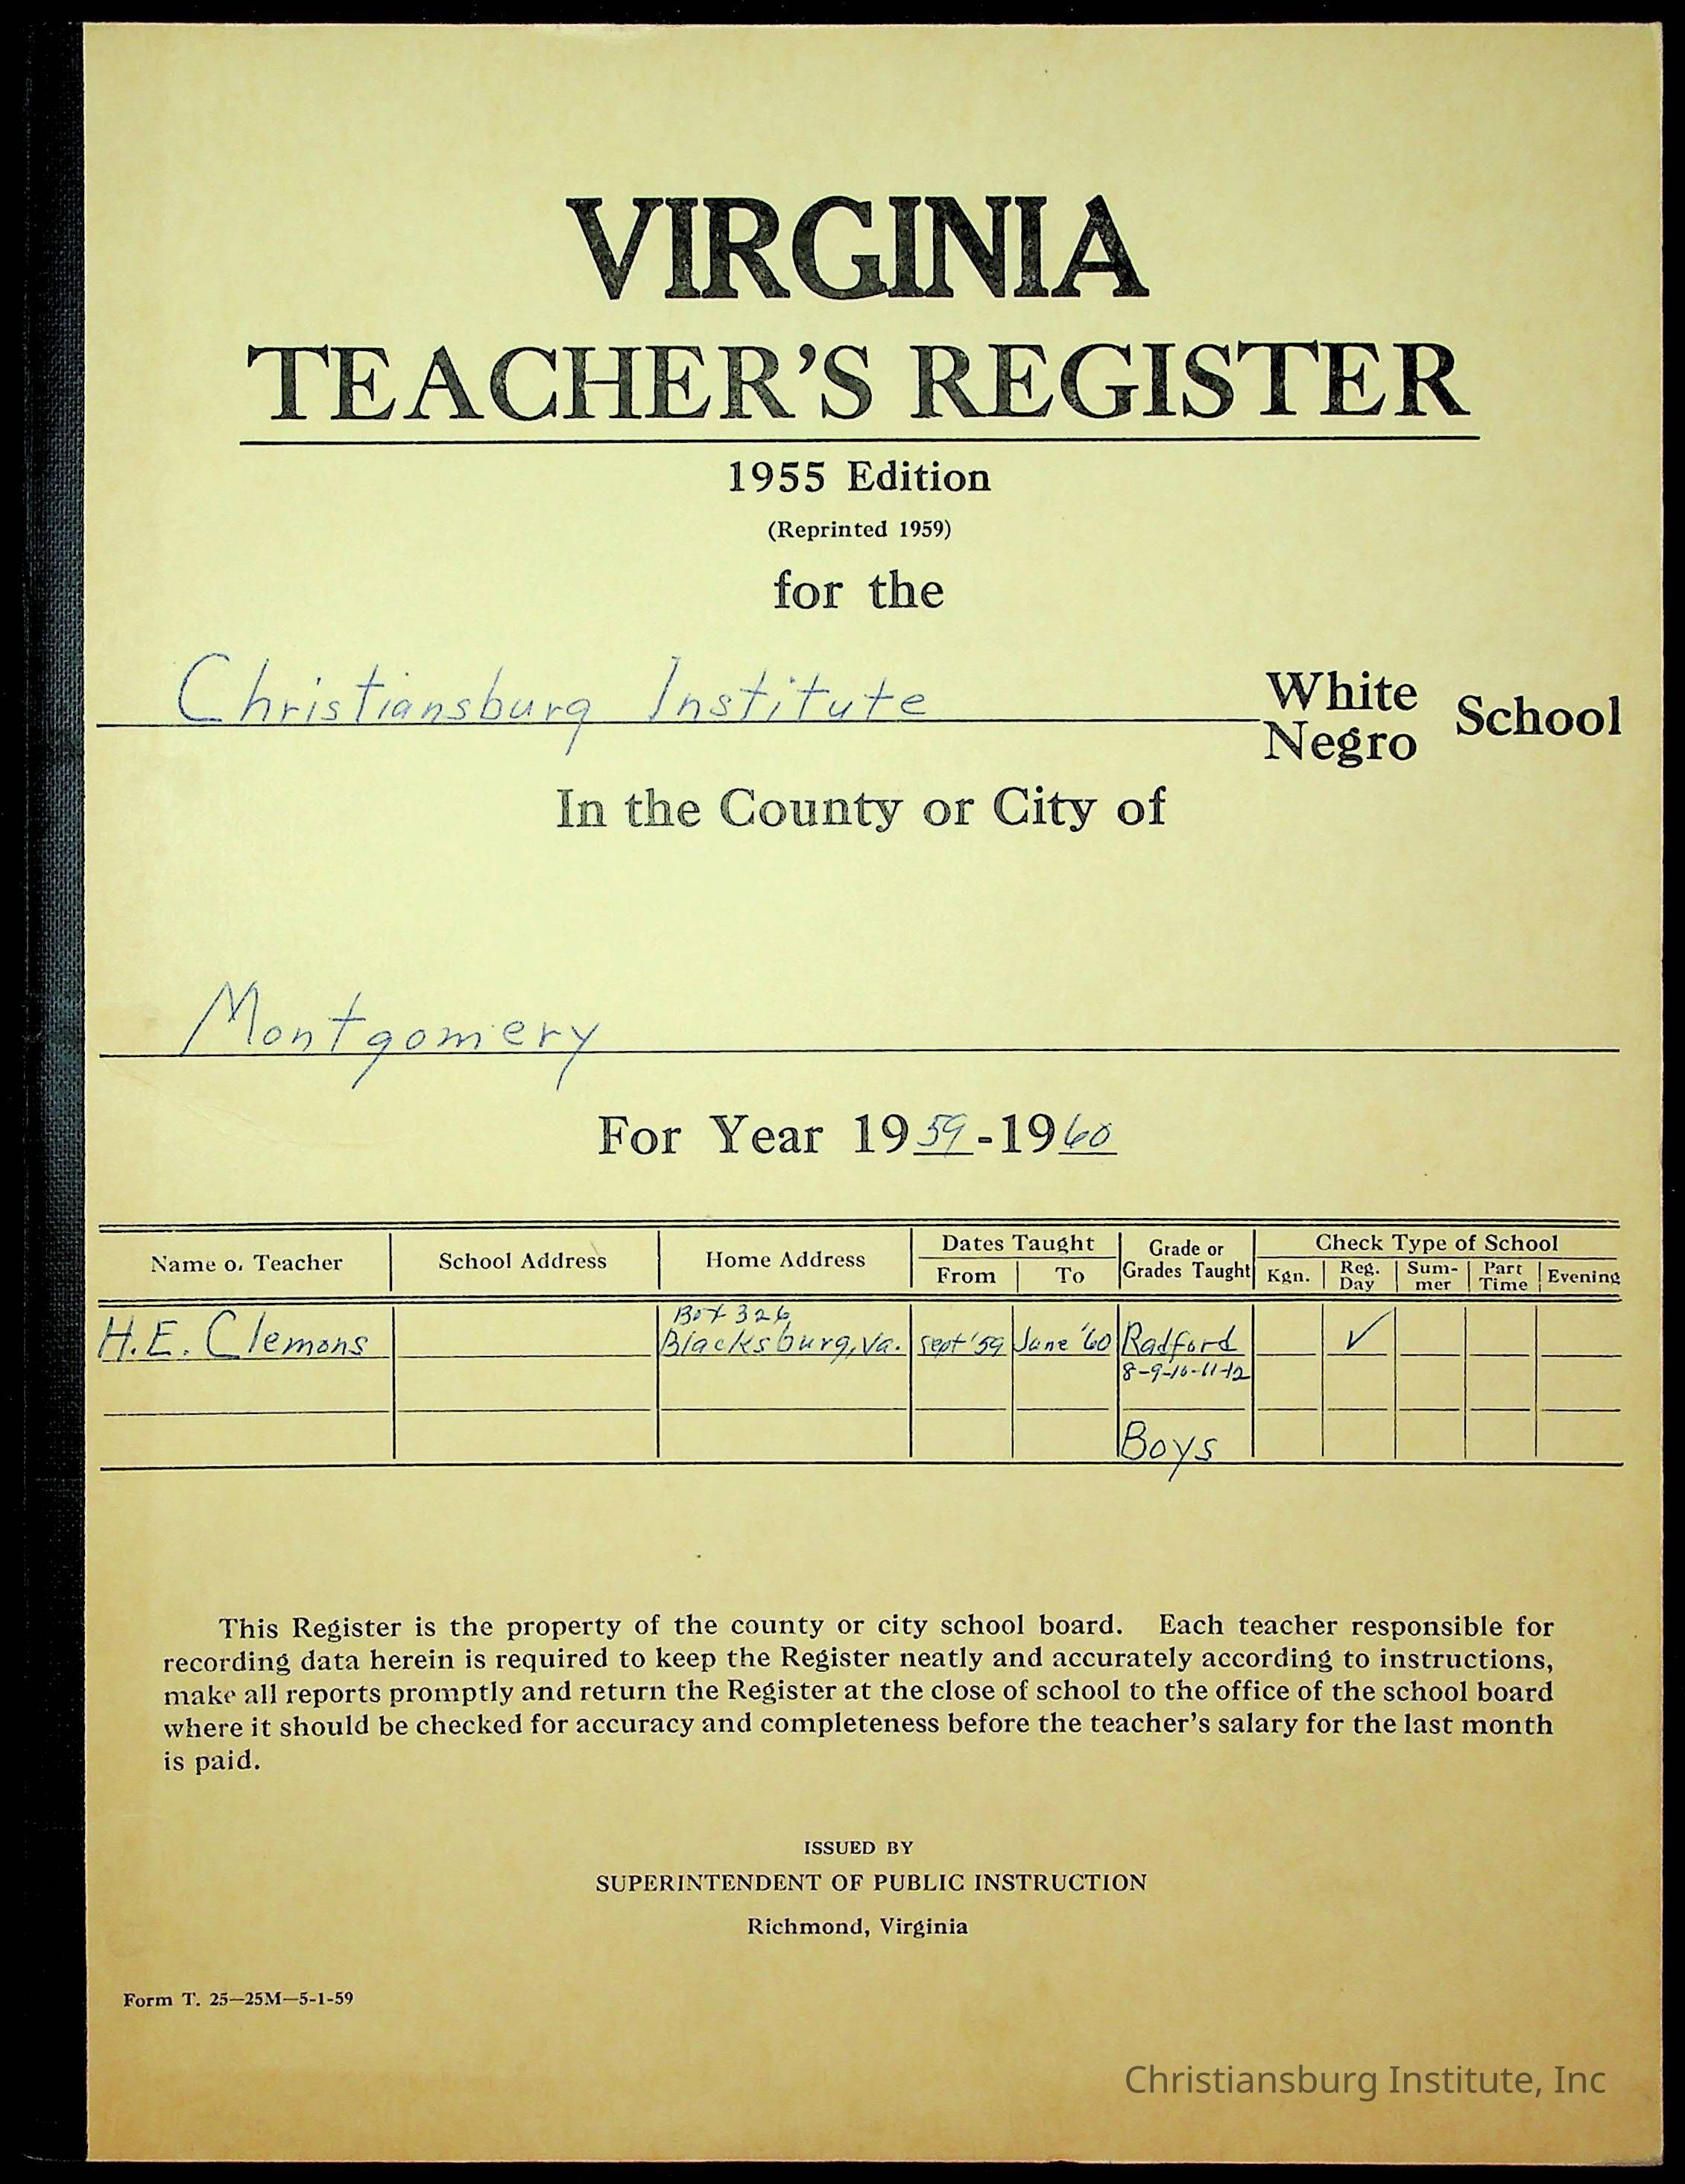 VIRGINIA
TEACHER'S REGISTER
1955 Edition
(Reprinted 1959)
for the
Christiansburg Institute White Negro School
In the County or City of
Montgomery
For Year 1959-1960
Name o. Teacher School Address Home Address Dates Taught From To Grade or Grades Taught Check Type of School Kgn. Reg. Day Sum-mer Part Time Evening
Box 326
H.E. Clemons Blacksburg, Va. Sept '59 June '60 Radford ✓
8-9-10-11-12
Boys
This Register is the property of the county or city school board. Each teacher responsible for
recording data herein is required to keep the Register neatly and accurately according to instructions,
make all reports promptly and return the Register at the close of school to the office of the school board
where it should be checked for accuracy and completeness before the teacher's salary for the last month
is paid.
ISSUED BY
SUPERINTENDENT OF PUBLIC INSTRUCTION
Richmond, Virginia
Form T. 25—25M—5-1-59
Christiansburg Institute, Inc